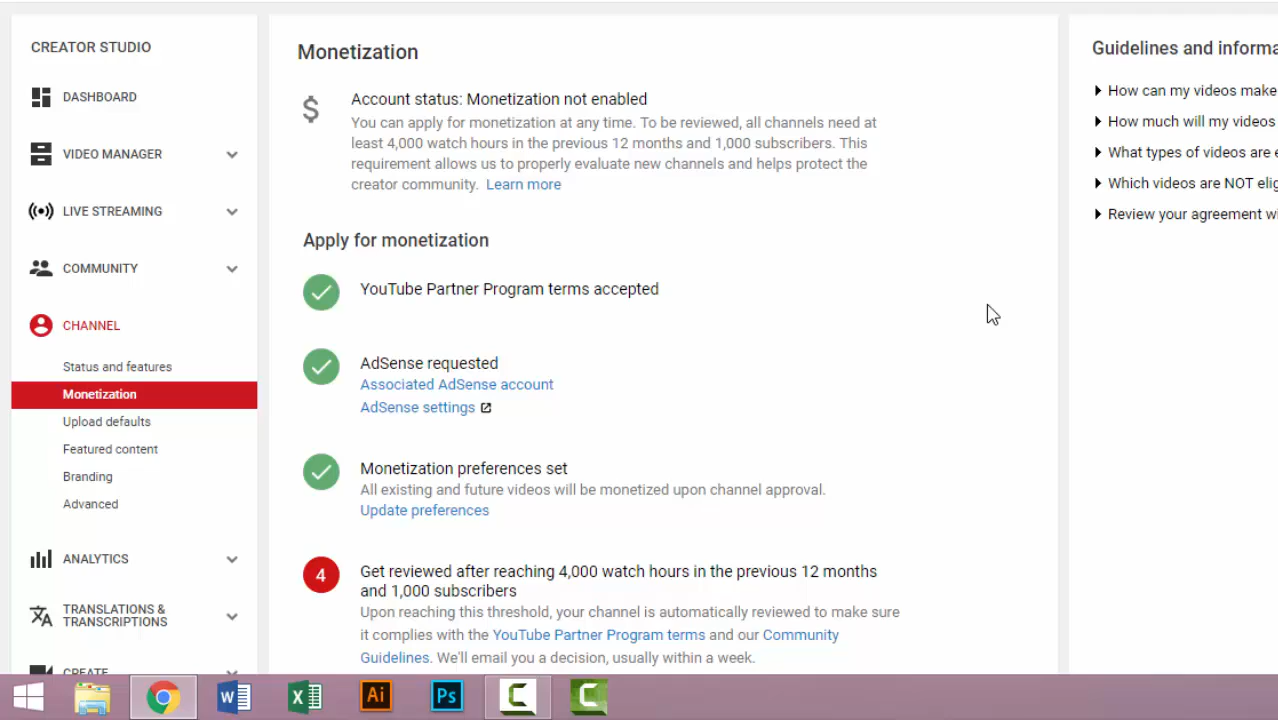 CREATOR STUDIO
DASHBOARD
VIDEO MANAGER
LIVE STREAMING
COMMUNITY
CHANNEL
Status and features
Monetization
Upload defaults
Featured content
Branding
Advanced
ANALYTICS
TRANSLATIONS &
TRANSCRIPTIONS
CREATE
Monetization
$
Account status: Monetization not enabled
You can apply for monetization at any time. To be reviewed, all channels need at
least 4,000 watch hours in the previous 12 months and 1,000 subscribers. This
requirement allows us to properly evaluate new channels and helps protect the
creator community. Learn more
Apply for monetization
YouTube Partner Program terms accepted
AdSense requested
Associated AdSense account
AdSense settings
Monetization preferences set
All existing and future videos will be monetized upon channel approval.
Update preferences
4
Get reviewed after reaching 4,000 watch hours in the previous 12 months
and 1,000 subscribers
Upon reaching this threshold, your channel is automatically reviewed to make sure
it complies with the YouTube Partner Program terms and our Community
Guidelines. We'll email you a decision, usually within a week.
Guidelines and informa
How can my videos make
How much will my videos
What types of videos are e
Which videos are NOT elig
Review your agreement wi
W X Ai Ps C C